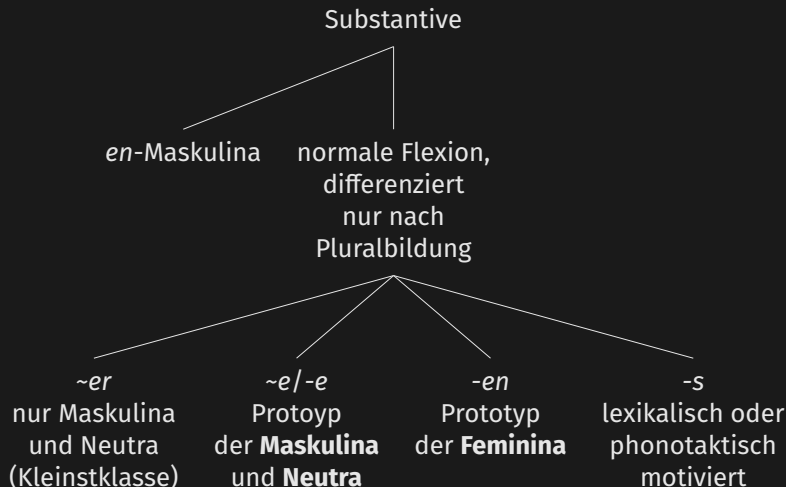 Substantive
en-Maskulina
normale Flexion,
differenziert
nur nach
Pluralbildung
~er
nur Maskulina
und Neutra
(Kleinstklasse)
~e/-e
Protoyp
der Maskulina
und Neutra
-en
Prototyp
der Feminina
-s
lexikalisch oder
phonotaktisch
motiviert